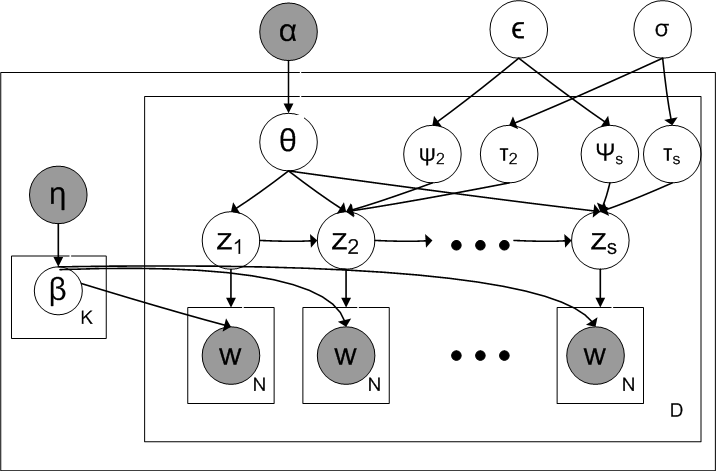 α ϵ σ
θ ψ2 τ2 Ψs τs
η
z1 z2 ••• zs
β
K
w N w N ••• w N
D